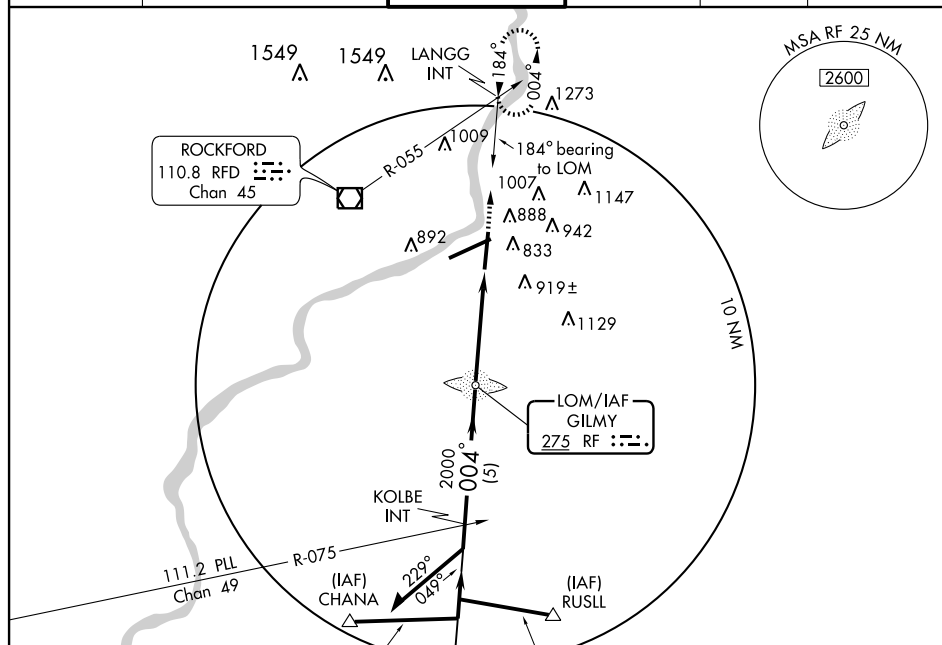 MSA RF 25 NM
2600
1549
1549
LANGG
INT
184°
004°
1273
1009
184° bearing
to LOM
ROCKFORD
110.8 RFD
Chan 45
R-055
1007
1147
888
942
892
833
919±
1129
10 NM
LOM/IAF
GILMY
275 RF
2000
004°
(5)
KOLBE
INT
R-075
111.2 PLL
Chan 49
229°
049°
(IAF)
CHANA
(IAF)
RUSLL